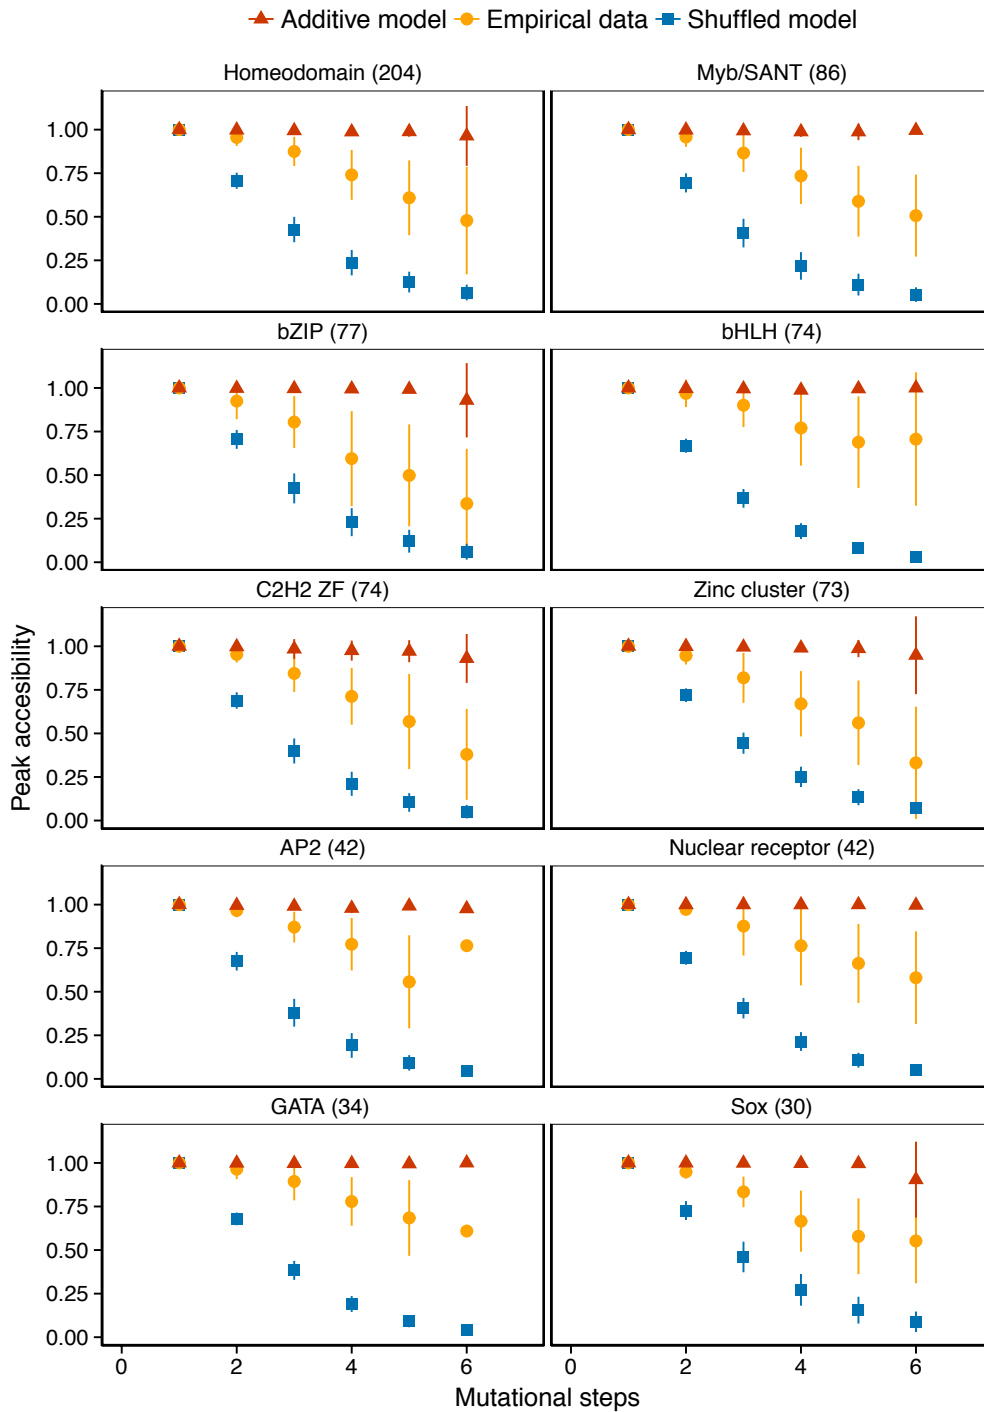 Additive model Empirical data Shuffled model
Homeodomain (204) Myb/SANT (86)
1.00
0.75
0.50
0.25
0.00
bZIP (77) bHLH (74)
1.00
0.75
0.50
0.25
0.00
C2H2 ZF (74) Zinc cluster (73)
1.00
0.75
0.50
0.25
0.00
Peak accesibility
AP2 (42) Nuclear receptor (42)
1.00
0.75
0.50
0.25
0.00
GATA (34) Sox (30)
1.00
0.75
0.50
0.25
0.00
0 2 4 6 0 2 4 6
Mutational steps